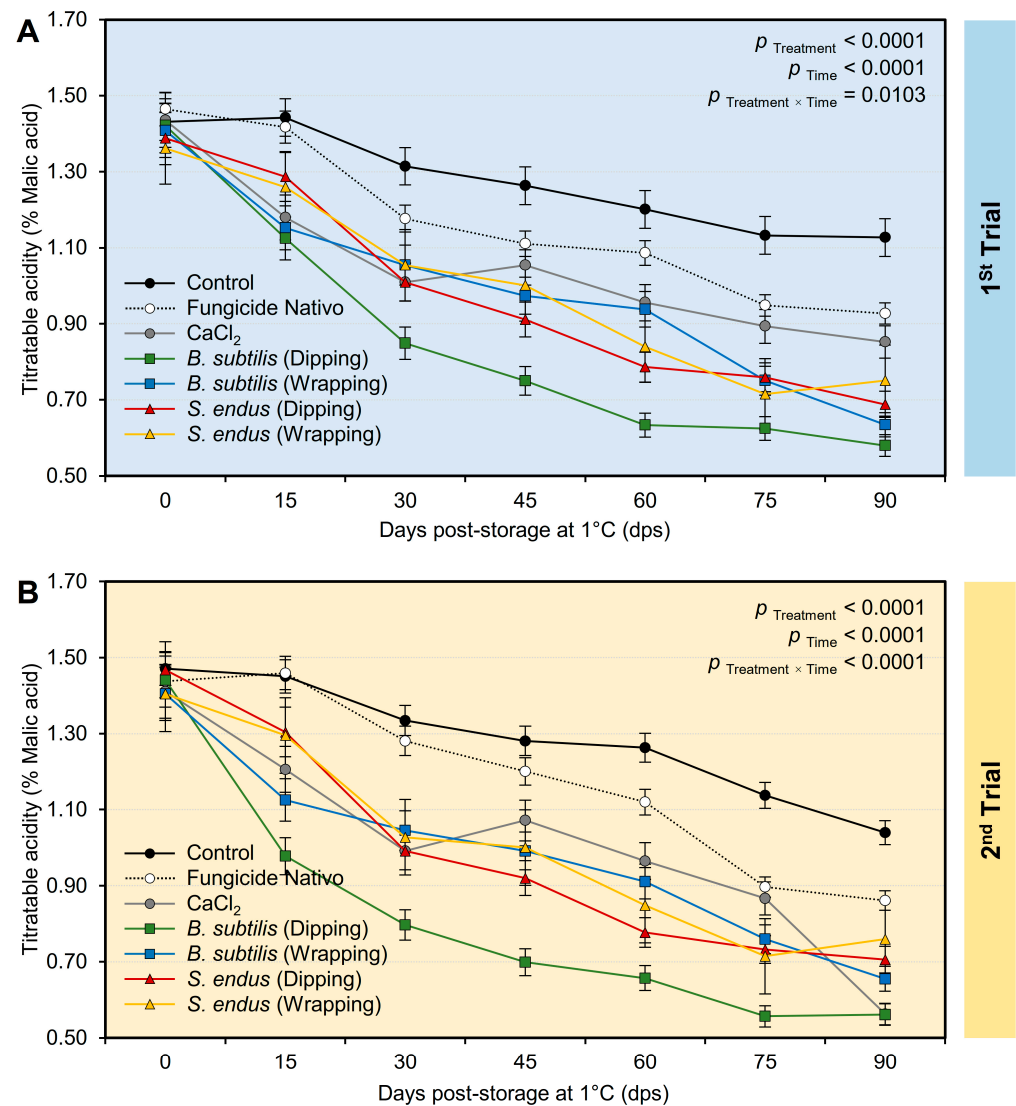 A
1.70
1.50
1.30
1.10
0.90
0.70
0.50
Titratable acidity (% Malic acid)
p Treatment < 0.0001
p Time < 0.0001
p Treatment × Time = 0.0103
Control
Fungicide Nativo
CaCl2
B. subtilis (Dipping)
B. subtilis (Wrapping)
S. endus (Dipping)
S. endus (Wrapping)
0 15 30 45 60 75 90
Days post-storage at 1°C (dps)
1St Trial
B
1.70
1.50
1.30
1.10
0.90
0.70
0.50
Titratable acidity (% Malic acid)
p Treatment < 0.0001
p Time < 0.0001
p Treatment × Time < 0.0001
Control
Fungicide Nativo
CaCl2
B. subtilis (Dipping)
B. subtilis (Wrapping)
S. endus (Dipping)
S. endus (Wrapping)
0 15 30 45 60 75 90
Days post-storage at 1°C (dps)
2nd Trial